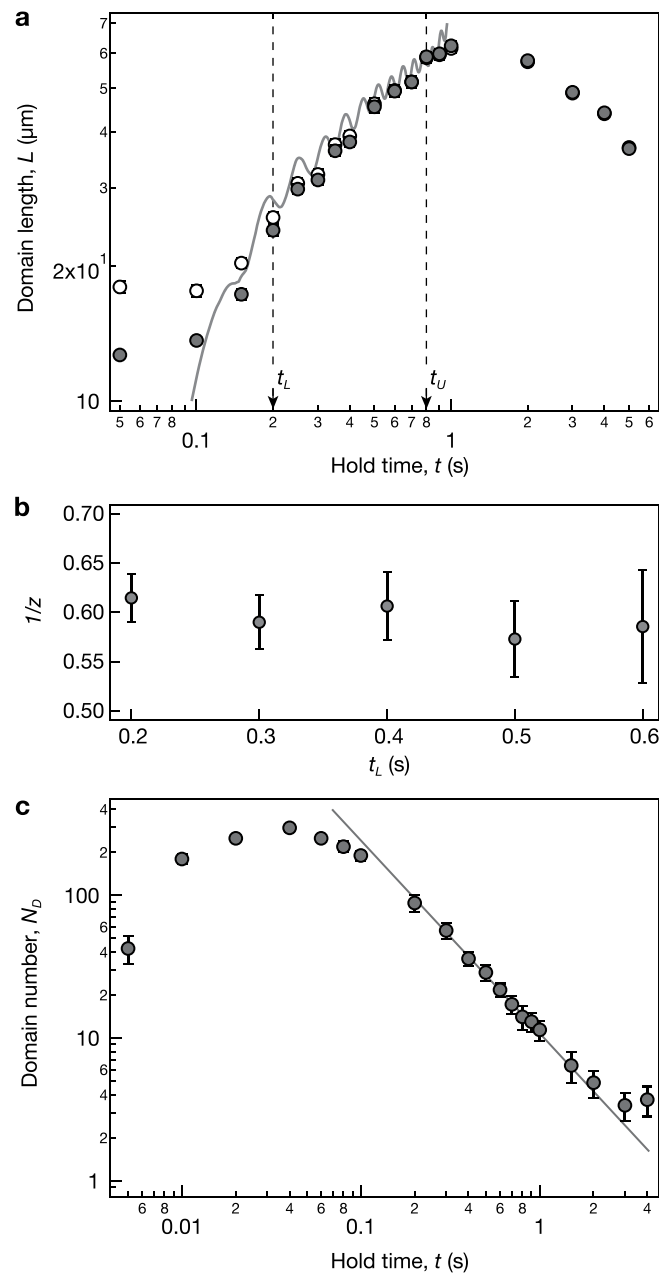 a
7
6
5
4
3
2x10¹
10
Domain length, L (μm)
t_L
t_U
5 6 7 8 2 3 4 5 6 7 8 2 3 4 5 6
0.1 1
Hold time, t (s)
b
0.70
0.65
0.60
0.55
0.50
1/z
0.2 0.3 0.4 0.5 0.6
t_L (s)
c
4
2
100
6
4
2
10
6
4
2
1
Domain number, N_D
6 8 2 4 6 8 2 4 6 8 2 4
0.01 0.1 1
Hold time, t (s)